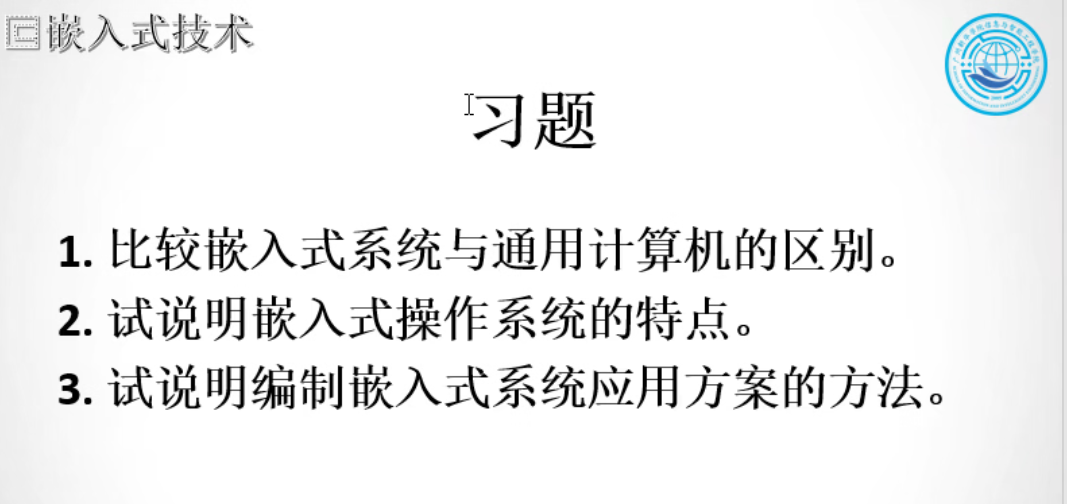 嵌入式技术
习题
1. 比较嵌入式系统与通用计算机的区别。
2. 试说明嵌入式操作系统的特点。
3. 试说明编制嵌入式系统应用方案的方法。